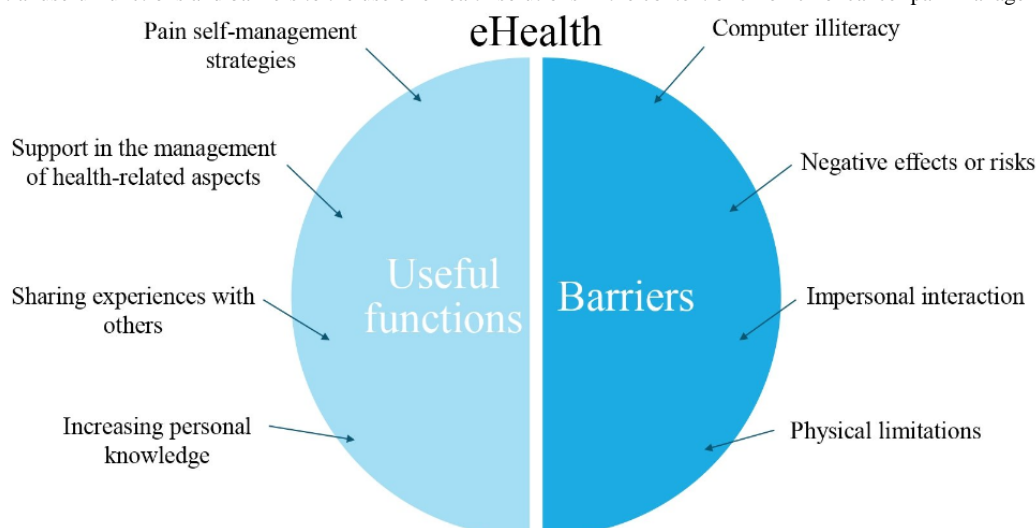 eHealth
Pain self-management
strategies
Support in the management
of health-related aspects
Sharing experiences with
others
Increasing personal
knowledge
Useful
functions
Barriers
Computer illiteracy
Negative effects or risks
Impersonal interaction
Physical limitations